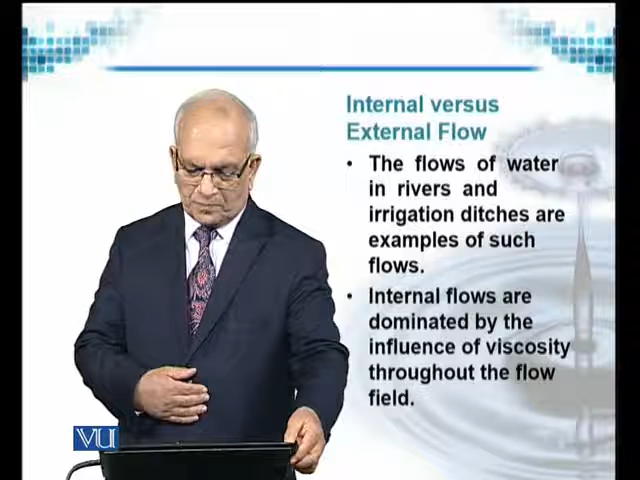 Internal versus
External Flow
• The flows of water
in rivers and
irrigation ditches are
examples of such
flows.
• Internal flows are
dominated by the
influence of viscosity
throughout the flow
field.
VU